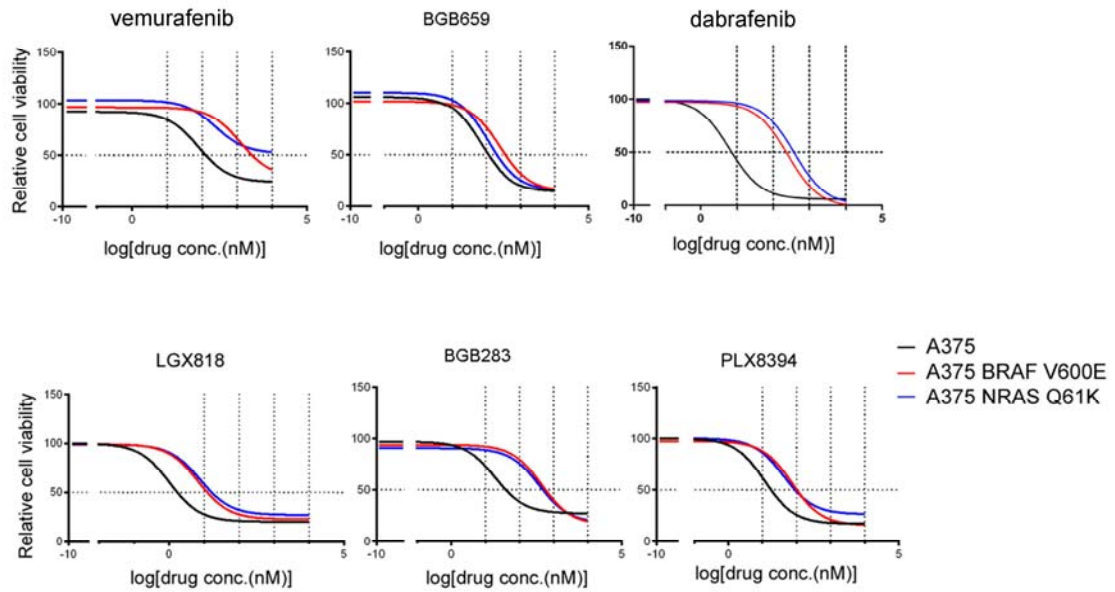 vemurafenib
BGB659
dabrafenib
Relative cell viability
150
100
50
0
-10
0
5
log[drug conc.(nM)]
150
100
50
0
-10
0
5
log[drug conc.(nM)]
150
100
50
0
-10
0
5
log[drug conc.(nM)]
LGX818
BGB283
PLX8394
Relative cell viability
150
100
50
0
-10
0
5
log[drug conc.(nM)]
150
100
50
0
-10
0
5
log[drug conc.(nM)]
150
100
50
0
-10
0
5
log[drug conc.(nM)]
A375
A375 BRAF V600E
A375 NRAS Q61K